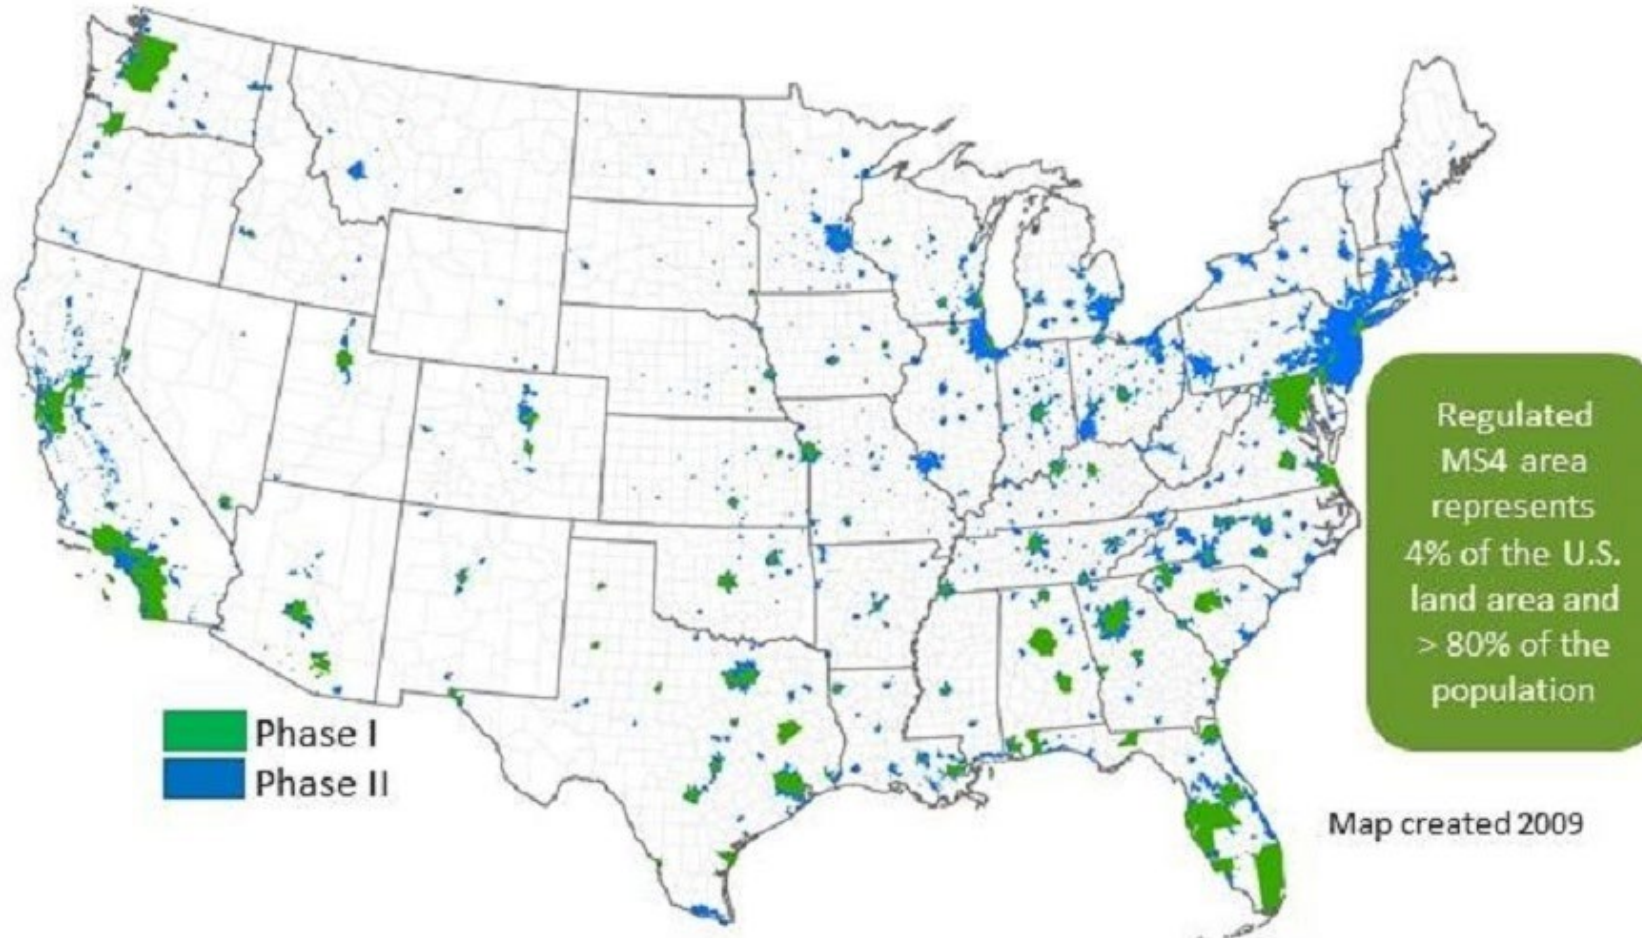 Regulated
MS4 area
represents
4% of the U.S.
land area and
> 80% of the
population
Phase I
Phase II
Map created 2009